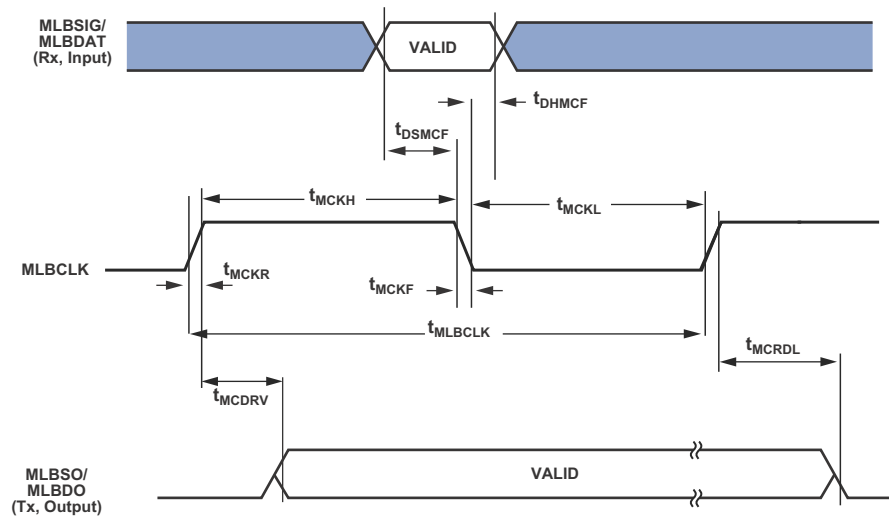 MLBSIG/
MLBDAT
(Rx, Input)
VALID
tDHMCF
tDSMCF
tMCKH
tMCKL
MLBCLK
tMCKR
tMCKF
tMLBCLK
tMCRDL
tMCDRV
MLBSO/
MLBDO
(Tx, Output)
VALID